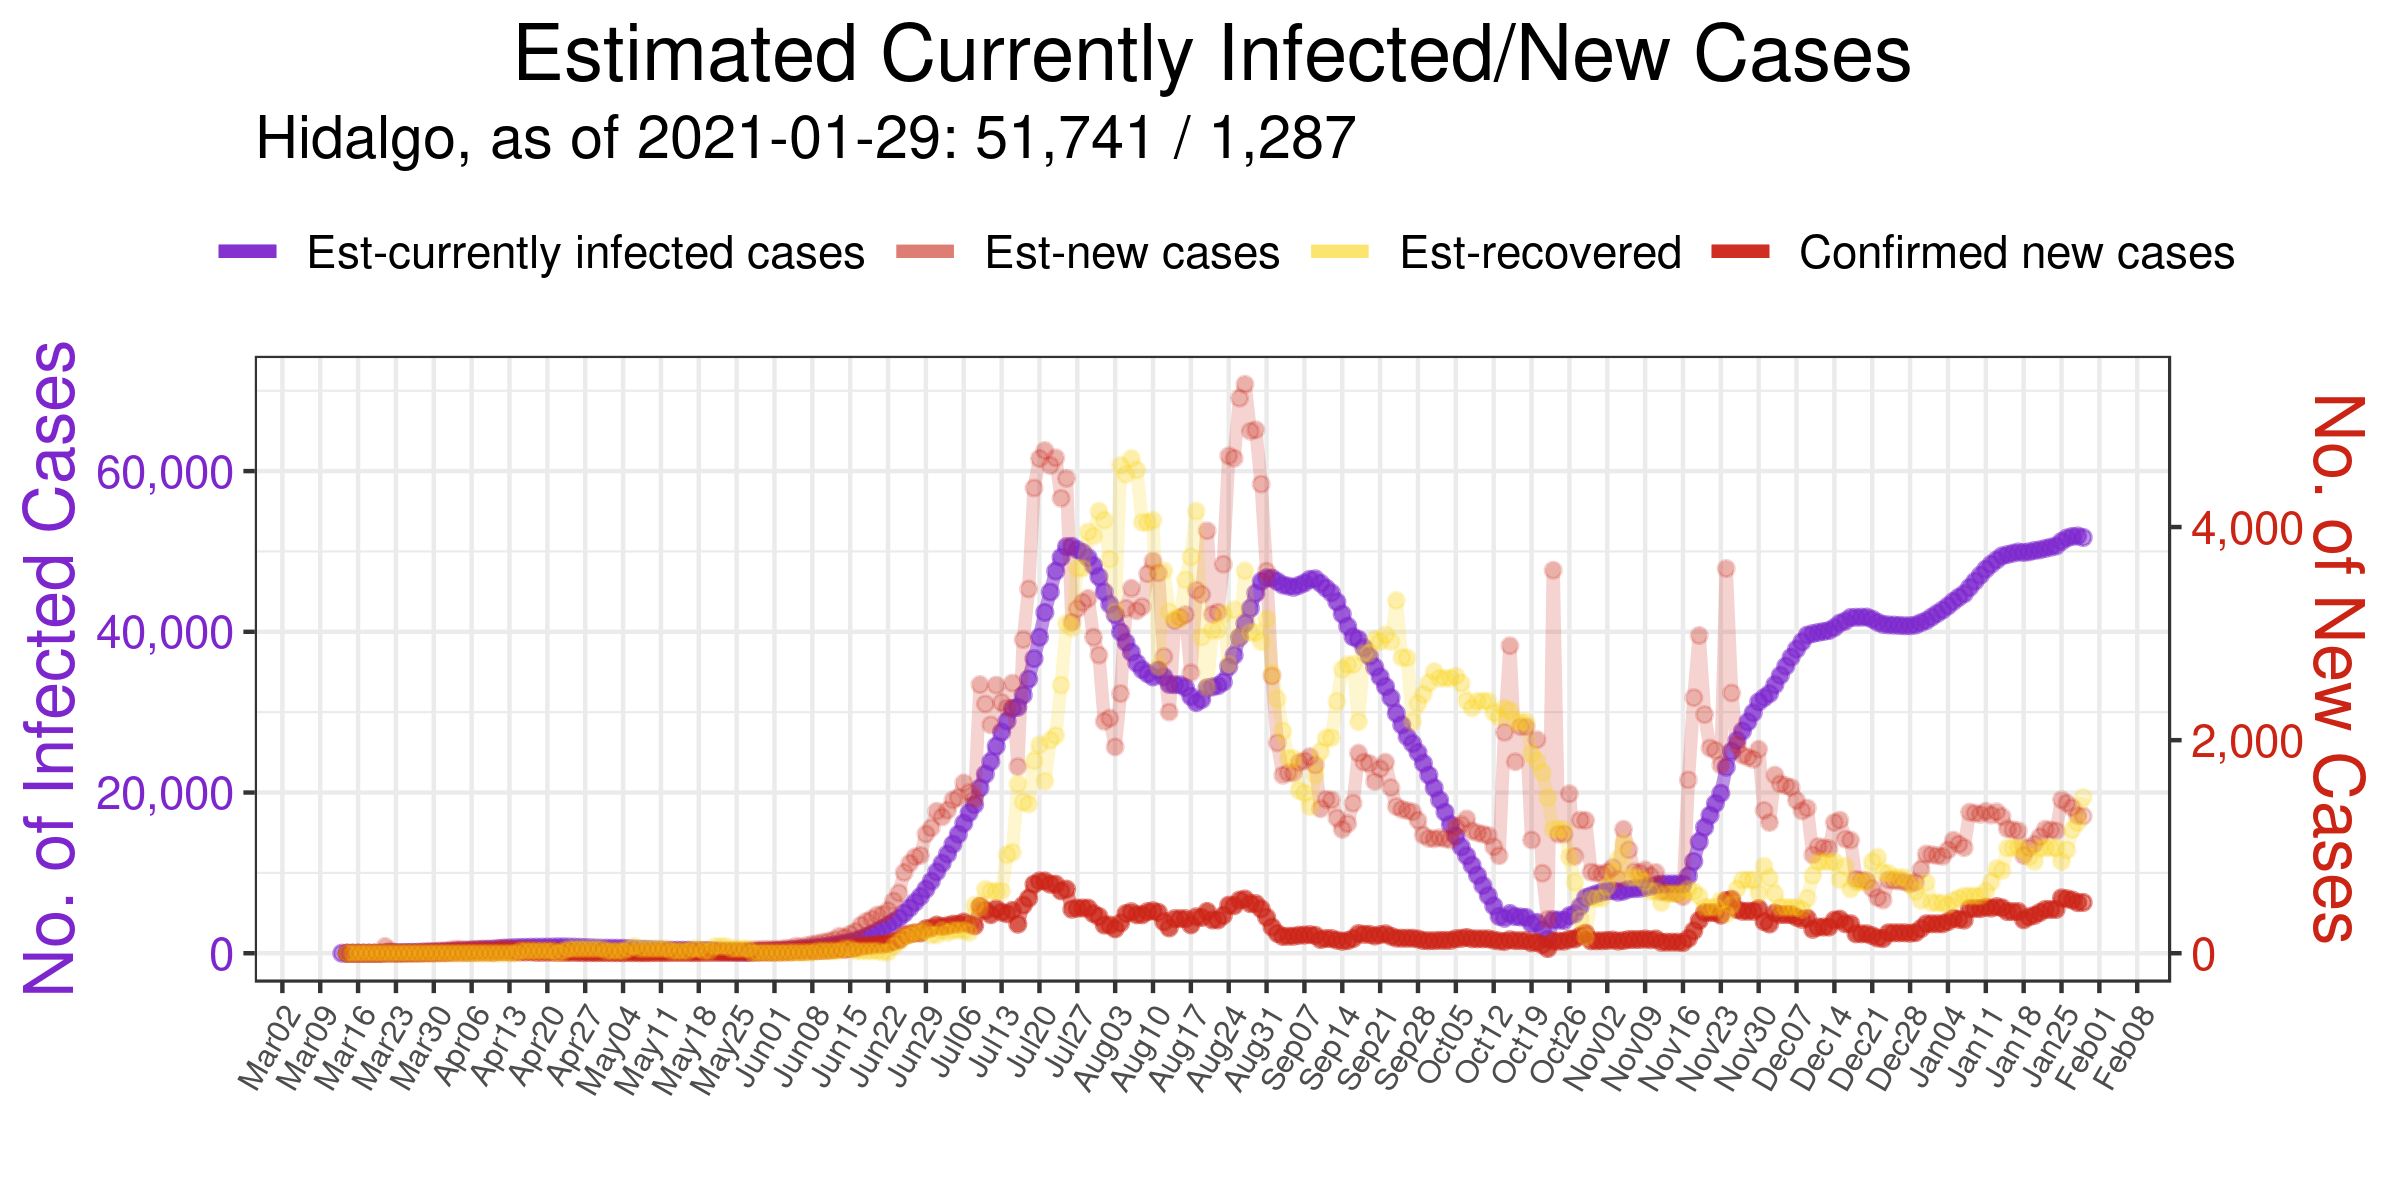 Estimated Currently Infected/New Cases
Hidalgo, as of 2021-01-29: 51,741 / 1,287
Est-currently infected cases Est-new cases Est-recovered Confirmed new cases
No. of Infected Cases
60,000
40,000
20,000
0
4,000
2,000
0
No. of New Cases
Mar02 Mar09 Mar16 Mar23 Mar30 Apr06 Apr13 Apr20 Apr27 May04 May11 May18 May25 Jun01 Jun08 Jun15 Jun22 Jun29 Jul06 Jul13 Jul20 Jul27 Aug03 Aug10 Aug17 Aug24 Aug31 Sep07 Sep14 Sep21 Sep28 Oct05 Oct12 Oct19 Oct26 Nov02 Nov09 Nov16 Nov23 Nov30 Dec07 Dec14 Dec21 Dec28 Jan04 Jan11 Jan18 Jan25 Feb01 Feb08